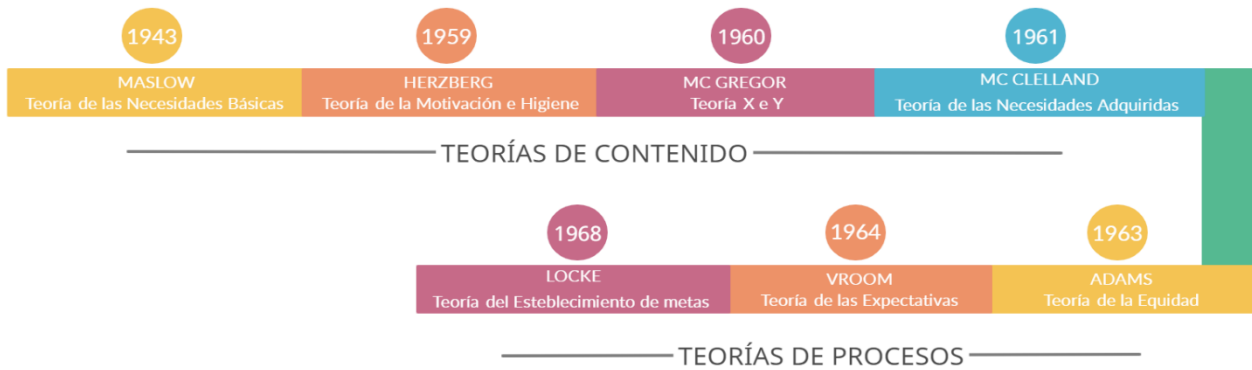 1943
MASLOW
Teoría de las Necesidades Básicas
1959
HERZBERG
Teoría de la Motivación e Higiene
1960
MC GREGOR
Teoría X e Y
1961
MC CLELLAND
Teoría de las Necesidades Adquiridas
TEORÍAS DE CONTENIDO
1968
LOCKE
Teoría del Esteblecimiento de metas
1964
VROOM
Teoría de las Expectativas
1963
ADAMS
Teoría de la Equidad
TEORÍAS DE PROCESOS